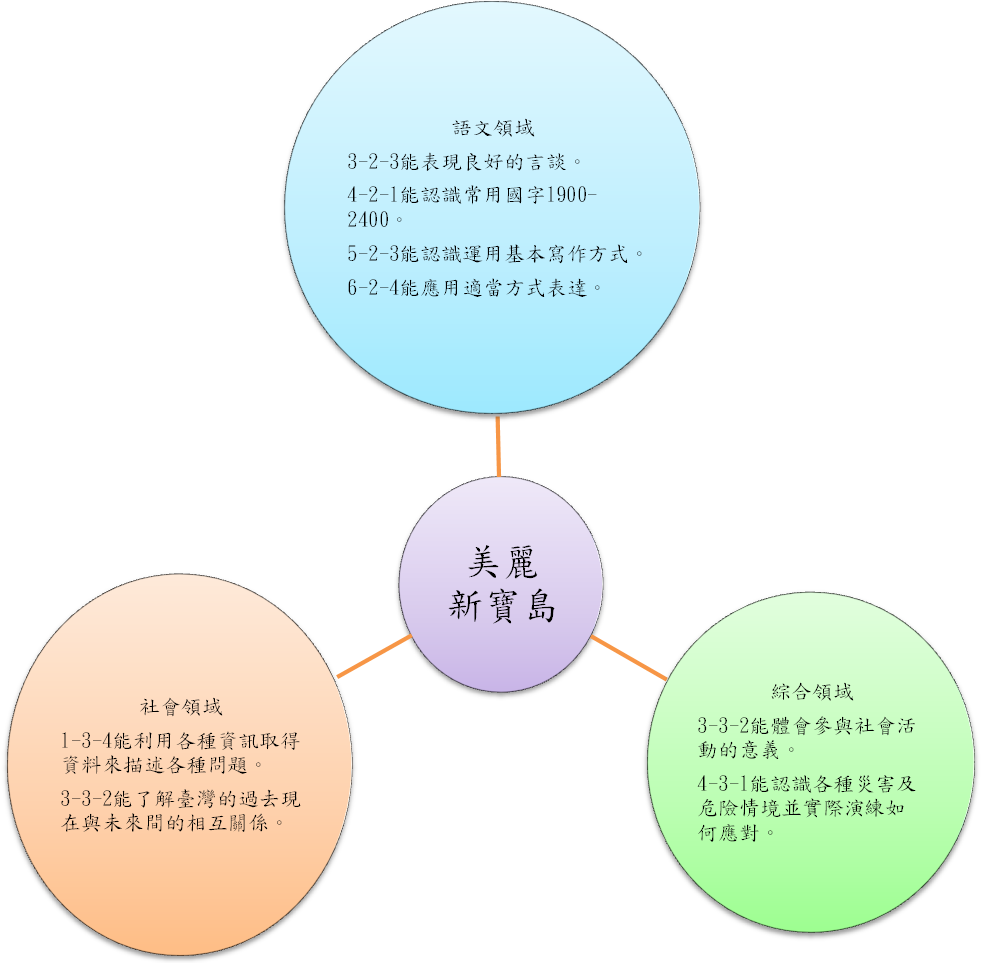 語文領域
3-2-3能表現良好的言談。
4-2-1能認識常用國字1900-
2400。
5-2-3能認識運用基本寫作方式。
6-2-4能應用適當方式表達。
美麗
新寶島
社會領域
1-3-4能利用各種資訊取得
資料來描述各種問題。
3-3-2能了解臺灣的過去現
在與未來間的相互關係。
綜合領域
3-3-2能體會參與社會活
動的意義。
4-3-1能認識各種災害及
危險情境並實際演練如
何應對。